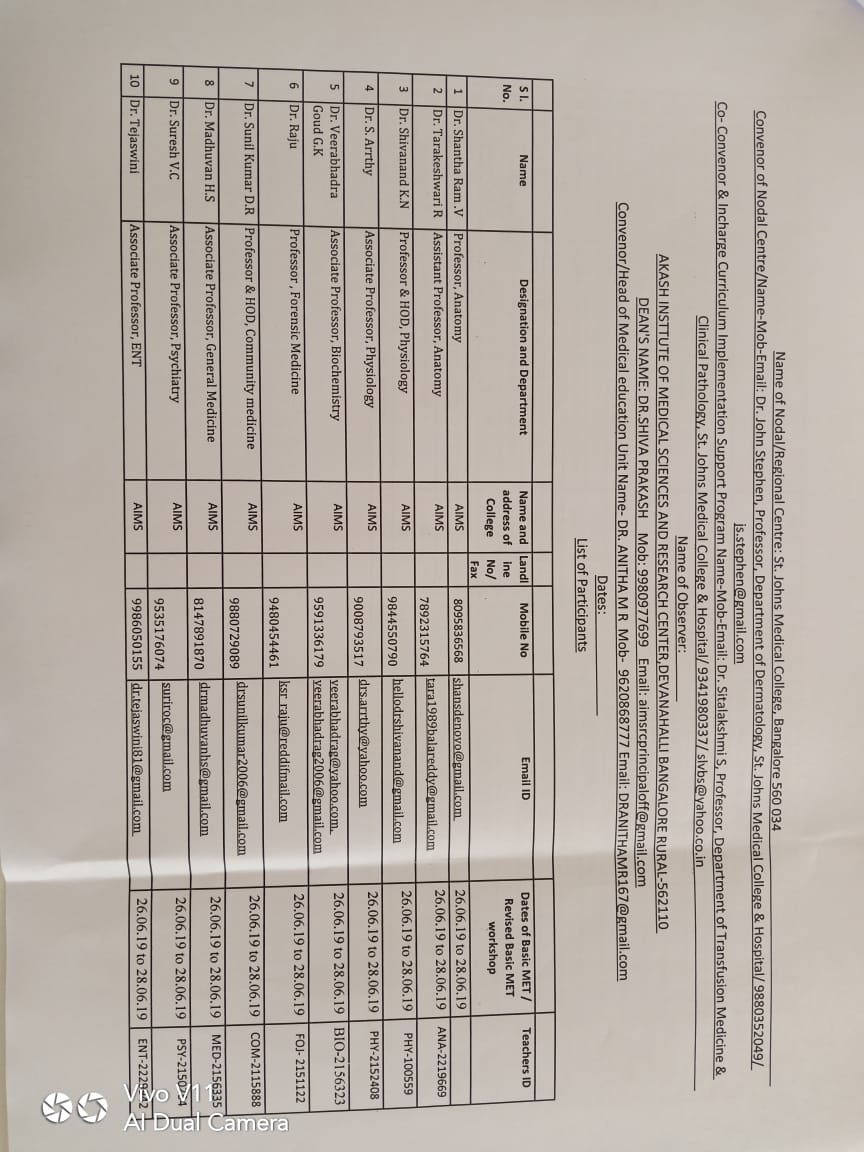 Name of Nodal/Regional Centre: St. Johns Medical College, Bangalore 560 034
Convenor of Nodal Centre/Name-Mob-Email: Dr. John Stephen, Professor, Department of Dermatology, St. Johns Medical College & Hospital/ 9880352049/
js.stephen@gmail.com
Co- Convenor & Incharge Curriculum Implementation Support Program Name-Mob-Email: Dr. Sitalakshmi S, Professor, Department of Transfusion Medicine &
Clinical Pathology, St. Johns Medical College & Hospital/ 9341980337/ slvbs@yahoo.co.in
Name of Observer:
AKASH INSTTUTE OF MEDICAL SCIENCES AND RESEARCH CENTER,DEVANAHALLI BANGALORE RURAL-562110
DEAN'S NAME: DR.SHIVA PRAKASH Mob: 9980977699 Email: aimsrcprincipaloff@gmail.com
Convenor/Head of Medical education Unit Name- DR. ANITHA M R Mob- 9620868777 Email: DRANITHAMR167@gmail.com
Dates:
List of Participants
S l. No. Name Designation and Department Name and address of College Landl ine No/ Fax Mobile No Email ID Dates of Basic MET / Revised Basic MET workshop Teachers ID
1 Dr. Shantha Ram .V Professor, Anatomy AIMS 8095836568 shansdenovo@gmail.com 26.06.19 to 28.06.19
2 Dr. Tarakeshwari R Assistant Professor, Anatomy AIMS 7892315764 tara1989balareddy@gmail.com 26.06.19 to 28.06.19 ANA-2219669
3 Dr. Shivanand K.N Professor & HOD, Physiology AIMS 9844550790 hellodrshivanand@gmail.com 26.06.19 to 28.06.19 PHY-100559
4 Dr. S. Arrthy Associate Professor, Physiology AIMS 9008793517 drs.arrthy@yahoo.com 26.06.19 to 28.06.19 PHY-2152408
5 Dr. Veerabhadra Goud G.K Associate Professor, Biochemistry AIMS 9591336179 veerabhadrag@yahoo.com, veerabhadrag2006@gmail.com 26.06.19 to 28.06.19 BIO-2156323
6 Dr. Raju Professor , Forensic Medicine AIMS 9480454461 ksr_raju@reddifmail.com 26.06.19 to 28.06.19 FOJ- 2151122
7 Dr. Sunil Kumar D.R Professor & HOD, Community medicine AIMS 9880729089 drsunilkumar2006@gmail.com 26.06.19 to 28.06.19 COM-2115888
8 Dr. Madhuvan H.S Associate Professor, General Medicine AIMS 8147891870 drmadhuvanhs@gmail.com 26.06.19 to 28.06.19 MED-2156335
9 Dr. Suresh V.C Associate Professor, Psychiatry AIMS 9535176074 suriroc@gmail.com 26.06.19 to 28.06.19
10 Dr. Tejaswini Associate Professor, ENT AIMS 9986050155 dr.tejaswini81@gmail.com 26.06.19 to 28.06.19
Vivo V11
AI Dual Camera